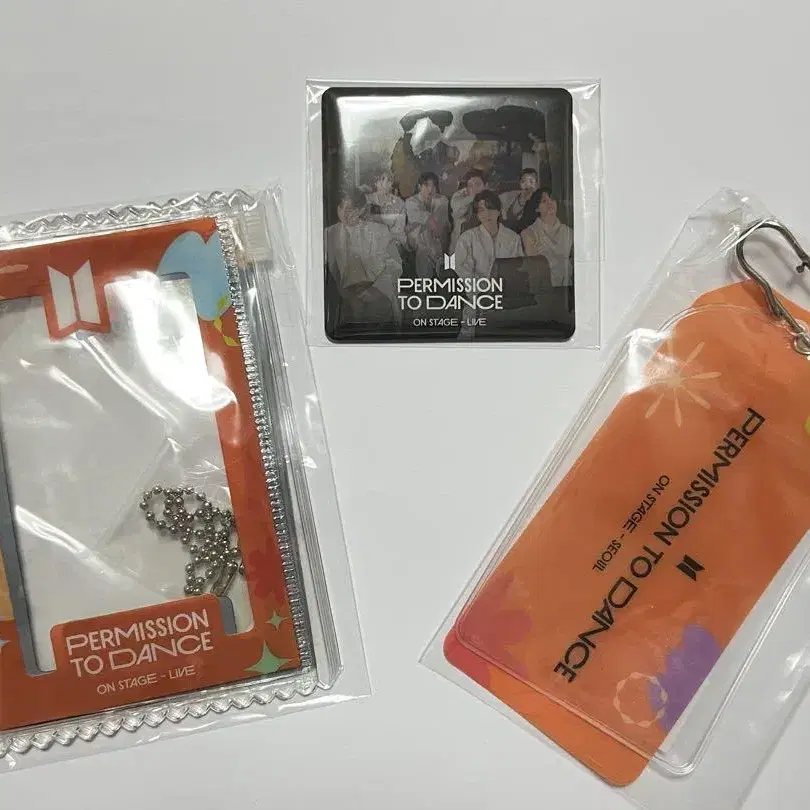 PERMISSION
TO DANCE
ON STAGE - LIVE
PERMISSION
TO DANCE
ON STAGE - LIVE
PERMISSION TO DANCE
ON STAGE - SEOUL